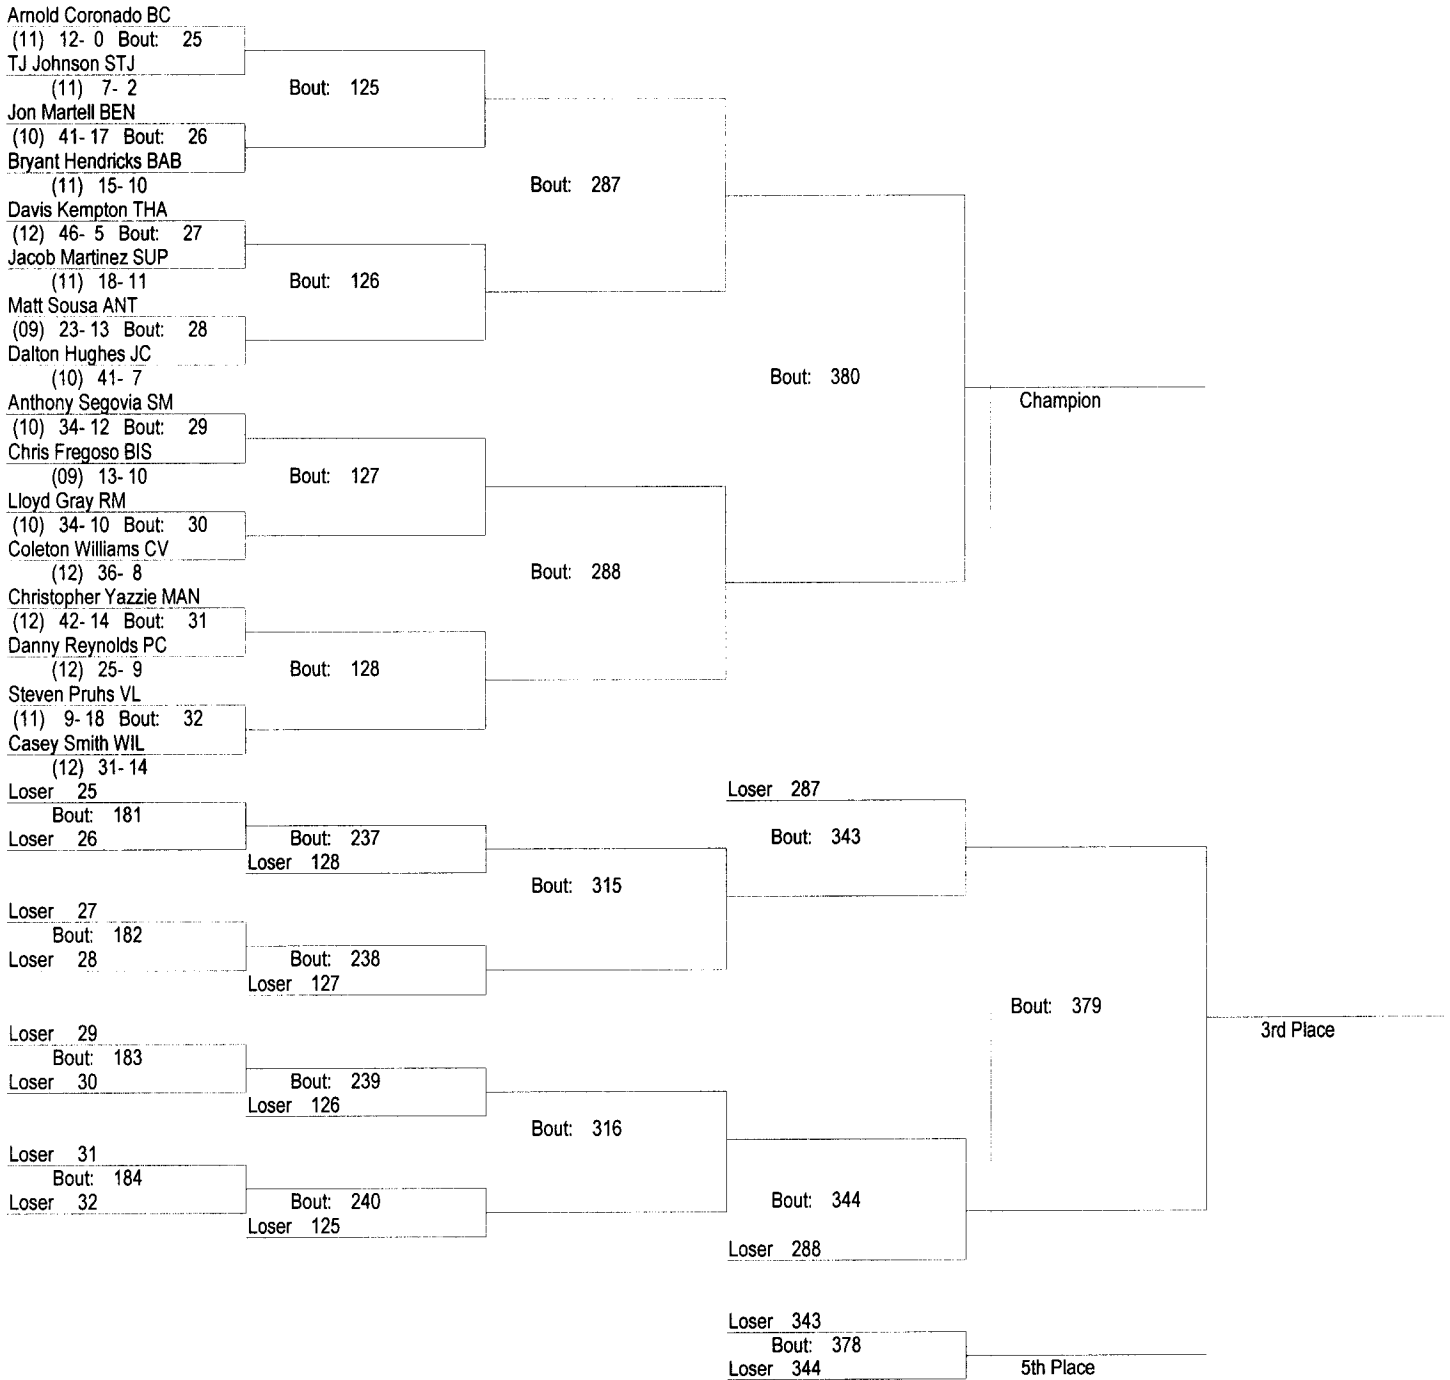 Arnold Coronado BC
(11) 12- 0 Bout: 25
TJ Johnson STJ
(11) 7- 2
Bout: 125
Jon Martell BEN
(10) 41- 17 Bout: 26
Bryant Hendricks BAB
(11) 15- 10
Bout: 287
Davis Kempton THA
(12) 46- 5 Bout: 27
Jacob Martinez SUP
(11) 18- 11
Bout: 126
Matt Sousa ANT
(09) 23- 13 Bout: 28
Dalton Hughes JC
(10) 41- 7
Bout: 380
Champion
Anthony Segovia SM
(10) 34- 12 Bout: 29
Chris Fregoso BIS
(09) 13- 10
Bout: 127
Lloyd Gray RM
(10) 34- 10 Bout: 30
Coleton Williams CV
(12) 36- 8
Bout: 288
Christopher Yazzie MAN
(12) 42- 14 Bout: 31
Danny Reynolds PC
(12) 25- 9
Bout: 128
Steven Pruhs VL
(11) 9- 18 Bout: 32
Casey Smith WIL
(12) 31- 14
Loser 25
Bout: 181
Loser 26
Bout: 237
Loser 128
Loser 287
Bout: 343
Bout: 315
Loser 27
Bout: 182
Loser 28
Bout: 238
Loser 127
Bout: 379
3rd Place
Loser 29
Bout: 183
Loser 30
Bout: 239
Loser 126
Bout: 316
Loser 31
Bout: 184
Loser 32
Bout: 240
Loser 125
Bout: 344
Loser 288
Loser 343
Bout: 378
Loser 344
5th Place